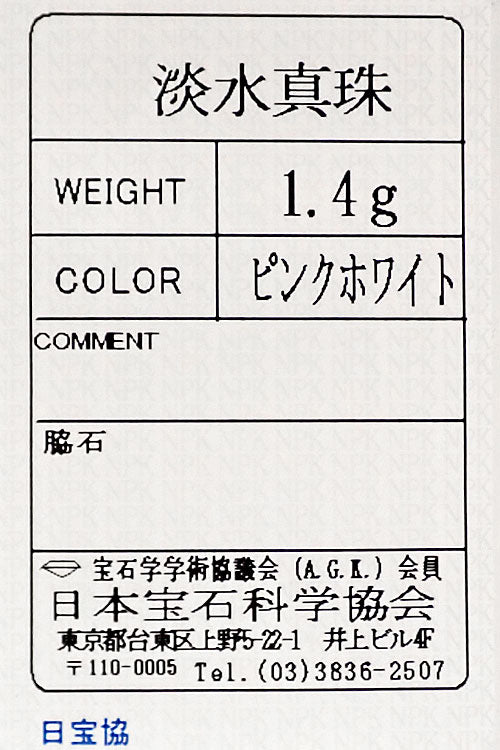 淡水真珠
WEIGHT 1.4g
COLOR ピンクホワイト
COMMENT
脇石
宝石学学術協議会 (A.G.K.) 会員
日本宝石科学協会
東京都台東区上野5-22-1 井上ビル4F
〒110-0005 Tel.(03)3836-2507
日宝協